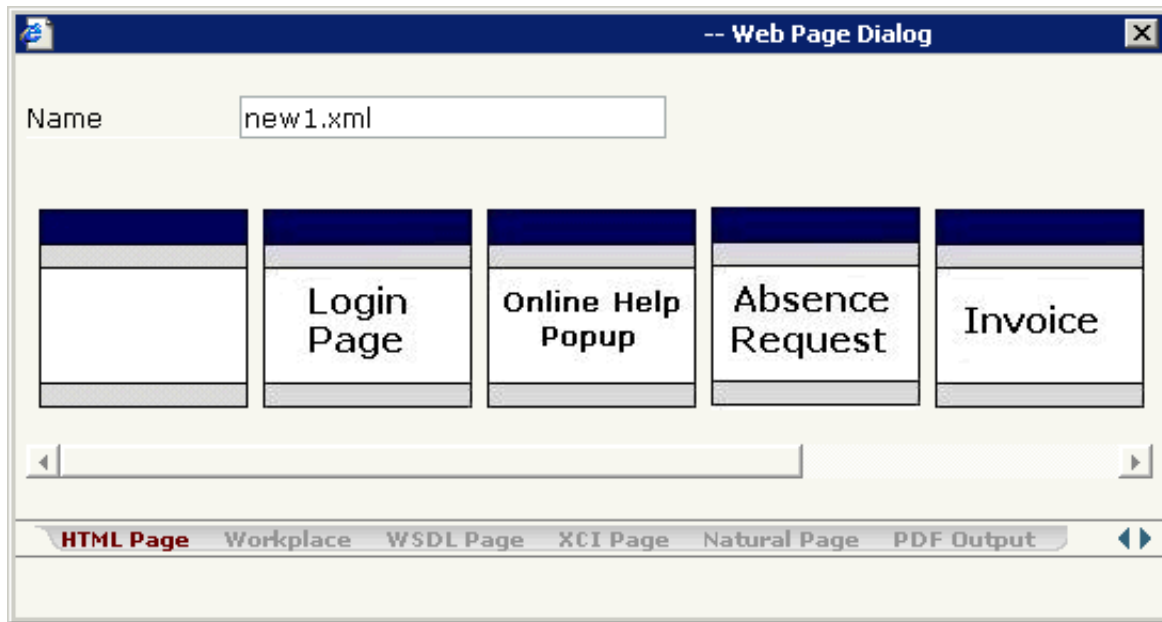 -- Web Page Dialog
Name new1.xml
Login
Page
Online Help
Popup
Absence
Request
Invoice
HTML Page Workplace WSDL Page XCI Page Natural Page PDF Output